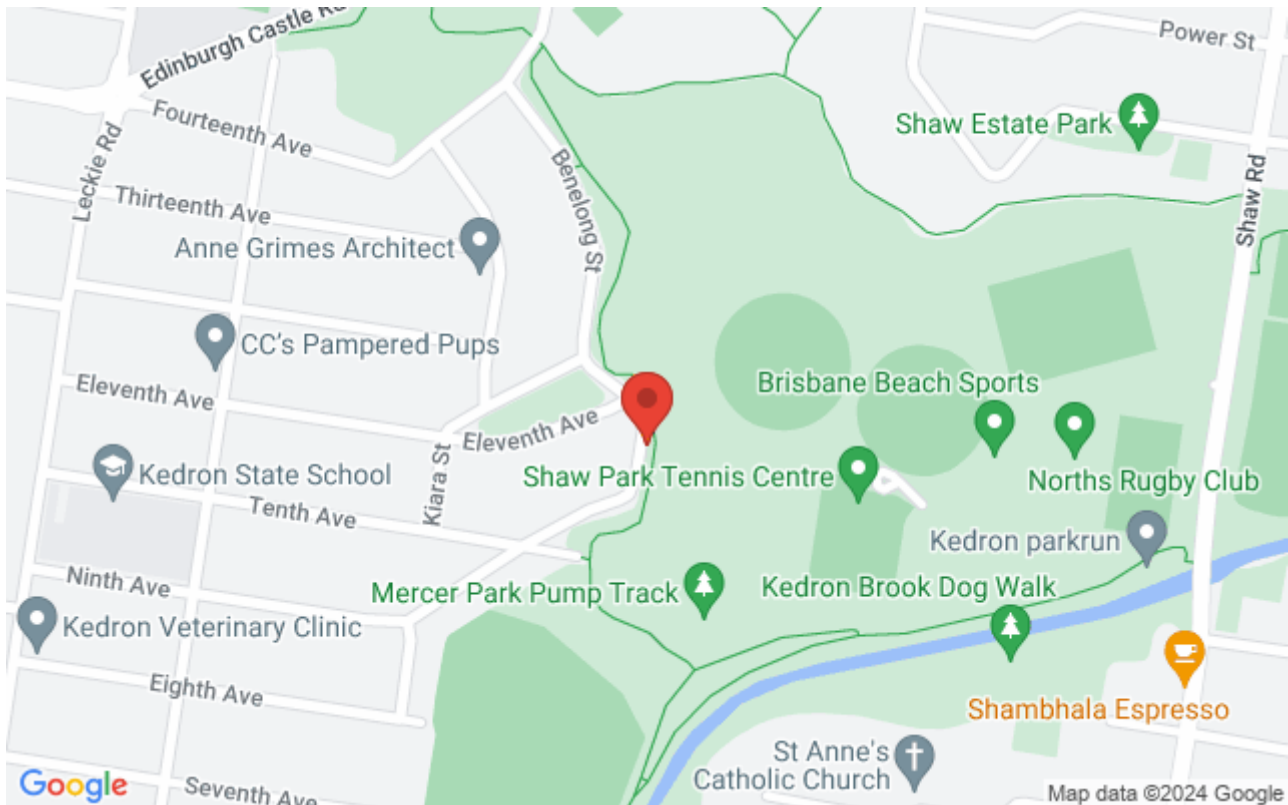 Edinburgh Castle Rd
Power St
Fourteenth Ave
Shaw Estate Park
Leckie Rd
Benelong St
Thirteenth Ave
Shaw Rd
Anne Grimes Architect
CC's Pampered Pups
Brisbane Beach Sports
Eleventh Ave
Eleventh Ave
Kiara St
Kedron State School
Shaw Park Tennis Centre
Norths Rugby Club
Tenth Ave
Kedron parkrun
Ninth Ave
Mercer Park Pump Track
Kedron Brook Dog Walk
Kedron Veterinary Clinic
Eighth Ave
Shambhala Espresso
St Anne's
Catholic Church
Google
Seventh Ave
Map data ©2024 Google